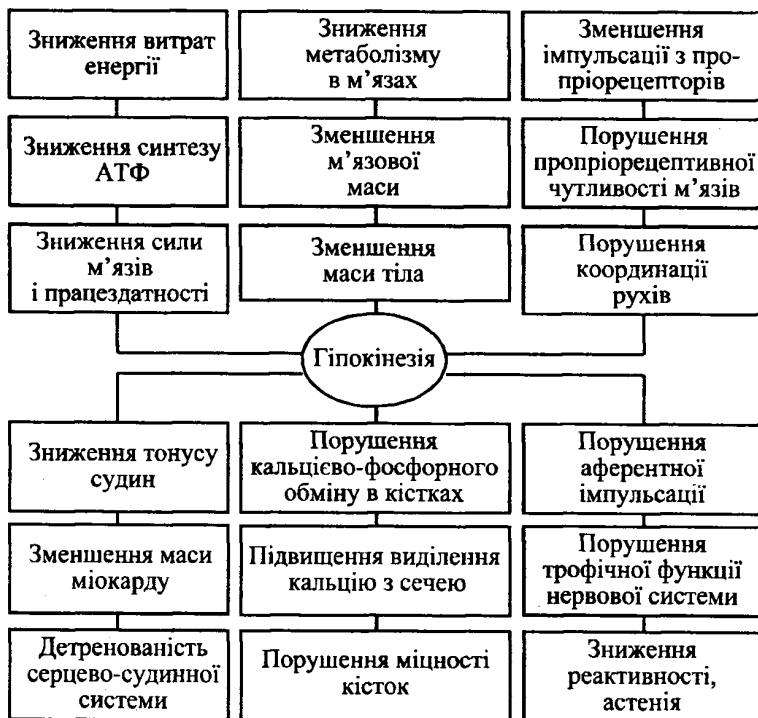 Зниження витрат
енергії
Зниження
метаболізму
в м’язах
Зменшення
імпульсації з про-
пріорецепторів
Зниження синтезу
АТФ
Зменшення
м’язової
маси
Порушення
пропріорецептивної
чутливості м’язів
Зниження сили
м’язів
і працездатності
Зменшення
маси тіла
Порушення
координації
рухів
Гіпокінезія
Зниження тонусу
судин
Порушення
кальцієво-фосфорного
обміну в кістках
Порушення
аферентної
імпульсації
Зменшення маси
міокарду
Підвищення виділення
кальцію з сечею
Порушення
трофічної функції
нервової системи
Детренованість
серцево-судинної
системи
Порушення міцності
кісток
Зниження
реактивності,
астенія